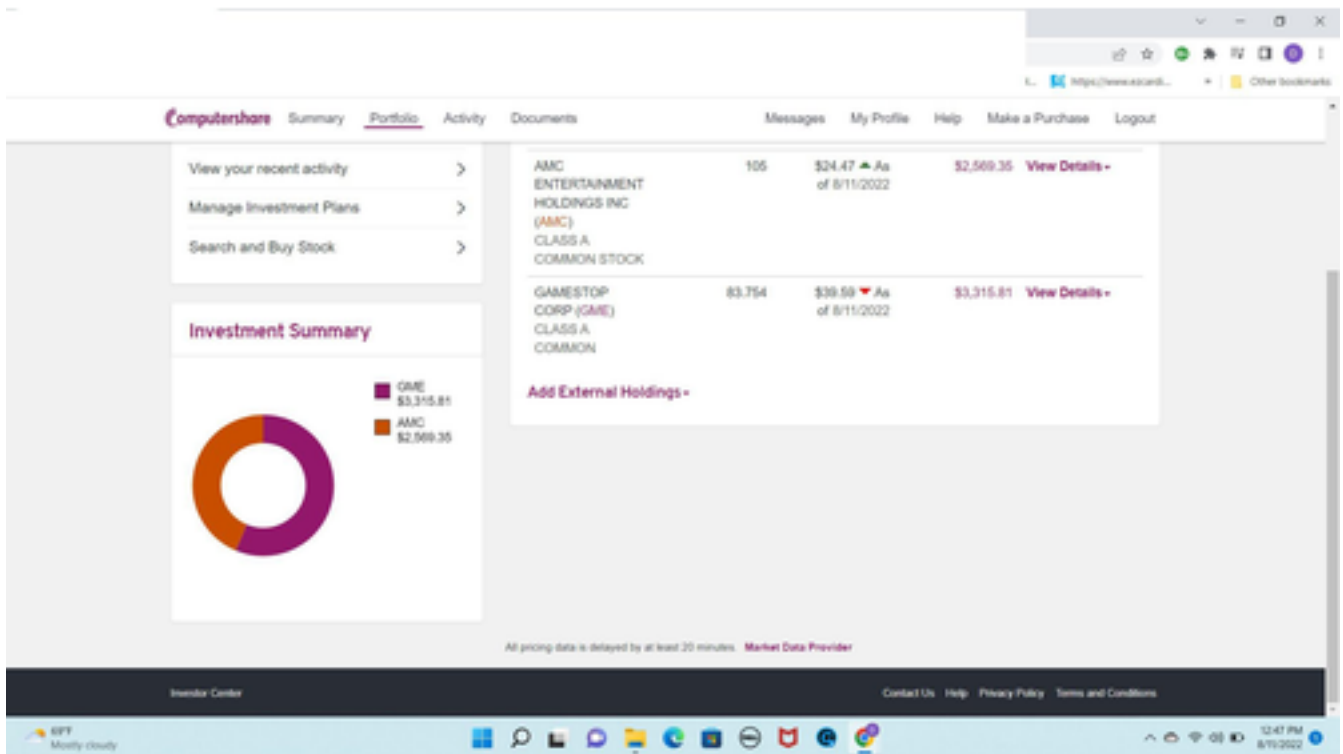 https://www.ezcardi...
Other bookmarks
Computershare Summary Portfolio Activity Documents Messages My Profile Help Make a Purchase Logout
View your recent activity
Manage Investment Plans
Search and Buy Stock
AMC 105 $24.47 As $2,569.35 View Details
ENTERTAINMENT of 8/11/2022
HOLDINGS INC
(AMC)
CLASS A
COMMON STOCK
GAMESTOP 83.754 $39.59 As $3,315.81 View Details
CORP (GME) of 8/11/2022
CLASS A
COMMON
Add External Holdings
Investment Summary
GME
$3,315.81
AMC
$2,569.35
All pricing data is delayed by at least 20 minutes. Market Data Provider
Investor Center Contact Us Help Privacy Policy Terms and Conditions
Mostly cloudy
12:47 PM